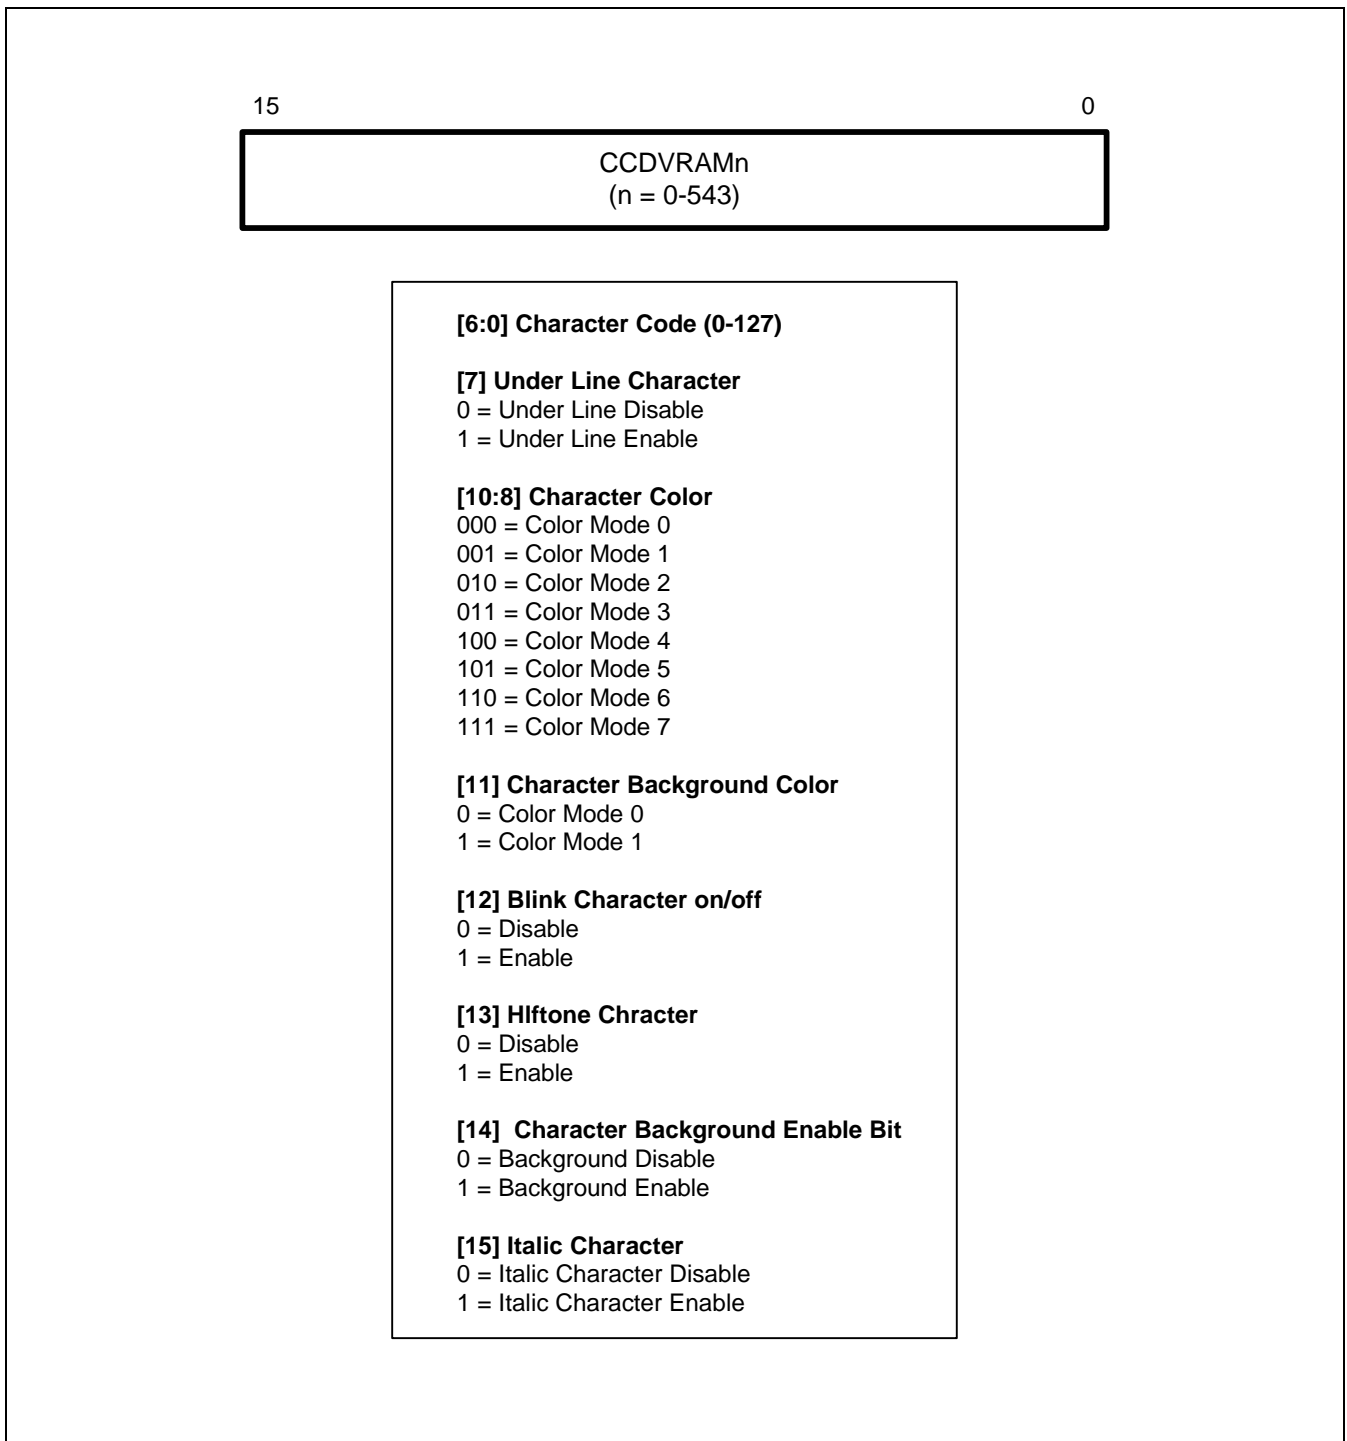 15 0
CCDVRAMn
(n = 0-543)
[6:0] Character Code (0-127)
[7] Under Line Character
0 = Under Line Disable
1 = Under Line Enable
[10:8] Character Color
000 = Color Mode 0
001 = Color Mode 1
010 = Color Mode 2
011 = Color Mode 3
100 = Color Mode 4
101 = Color Mode 5
110 = Color Mode 6
111 = Color Mode 7
[11] Character Background Color
0 = Color Mode 0
1 = Color Mode 1
[12] Blink Character on/off
0 = Disable
1 = Enable
[13] Hlftone Chracter
0 = Disable
1 = Enable
[14] Character Background Enable Bit
0 = Background Disable
1 = Background Enable
[15] Italic Character
0 = Italic Character Disable
1 = Italic Character Enable